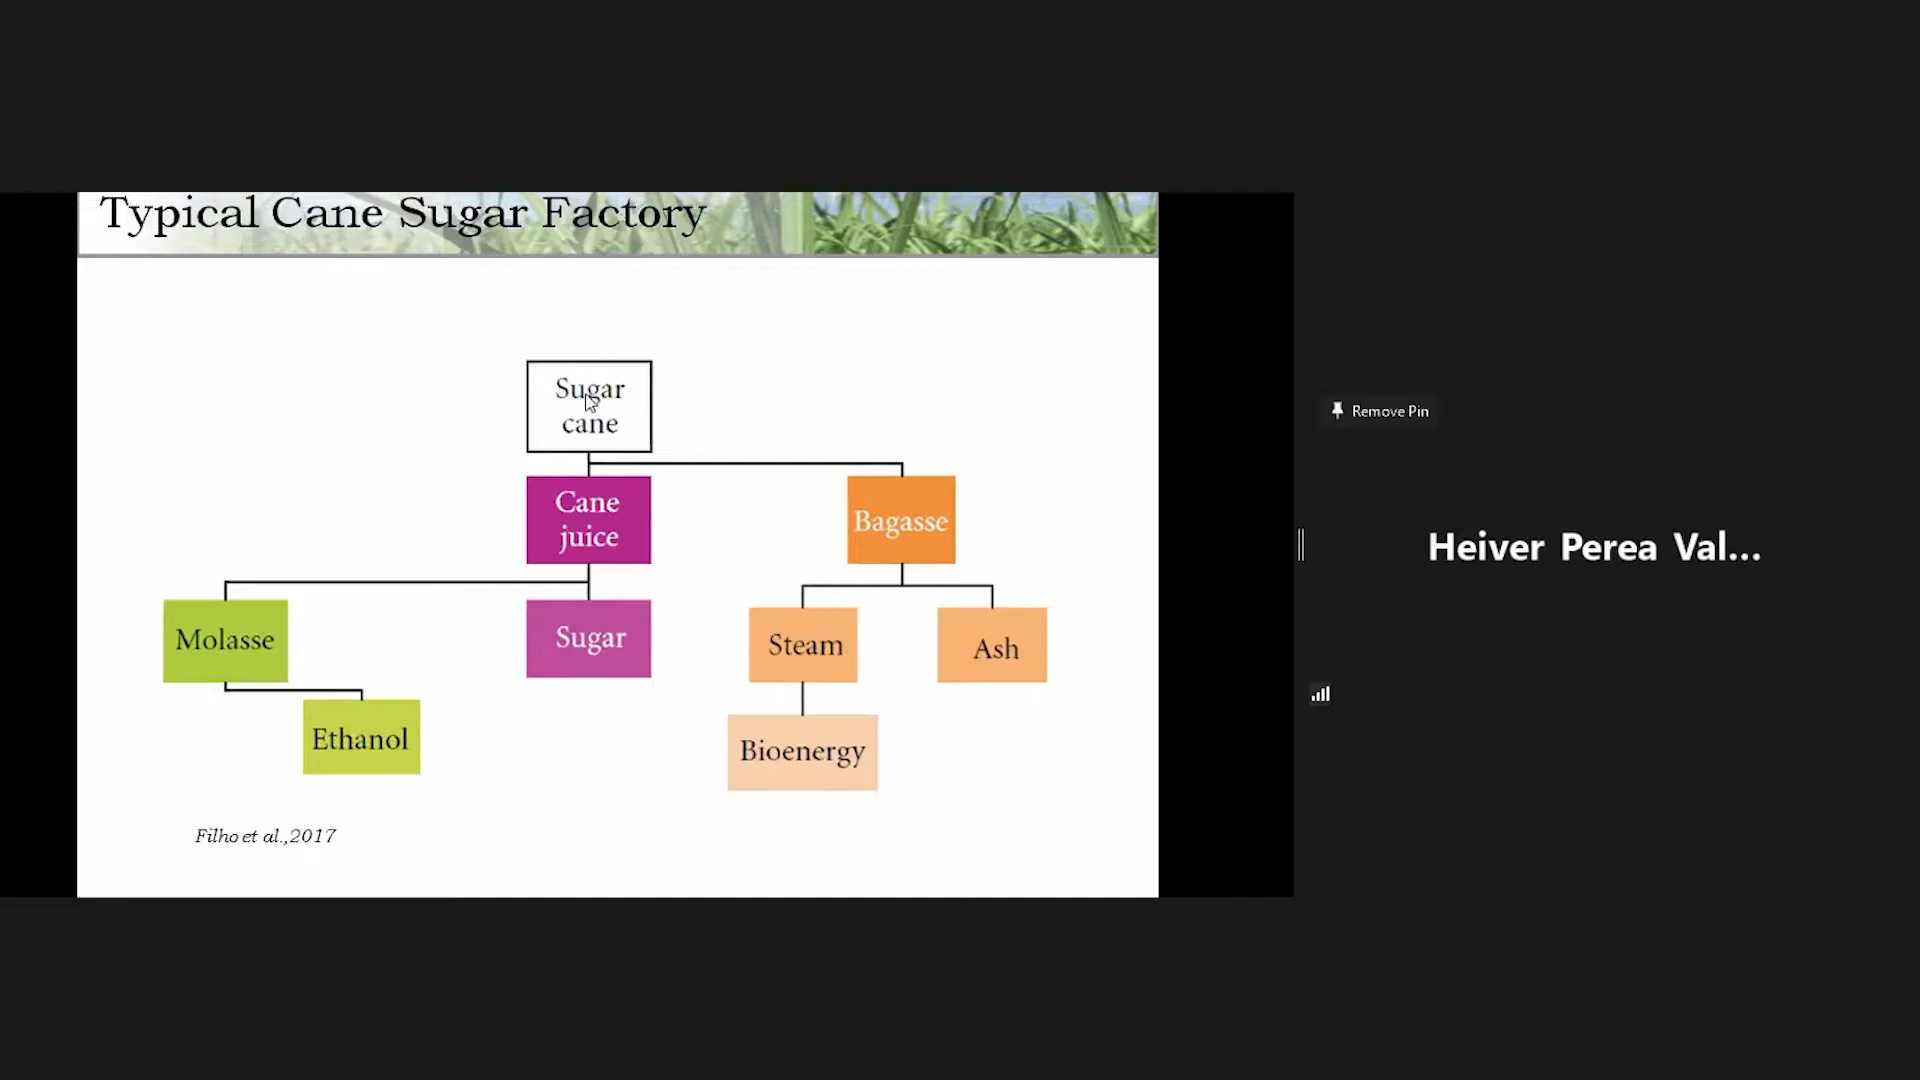 Typical Cane Sugar Factory
Sugar
cane
Cane
juice
Bagasse
Molasse
Sugar
Steam
Ash
Ethanol
Bioenergy
Filho et al.,2017
Remove Pin
Heiver Perea Val...